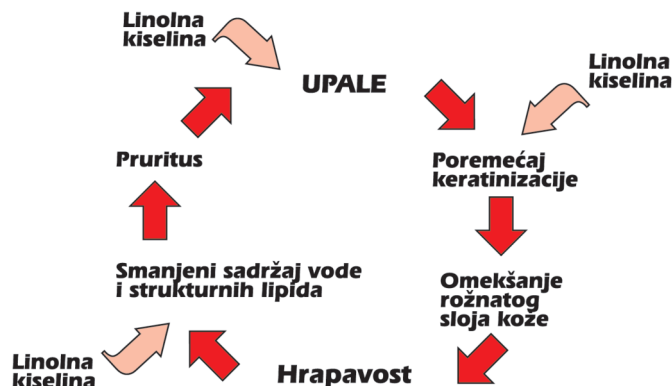 Linolna
kiselina
UPALE
Linolna
kiselina
Poremećaj
keratinizacije
Omekšanje
rožnatog
sloja kože
Hrapavost
Linolna
kiselina
Smanjeni sadržaj vode
i strukturnih lipida
Pruritus